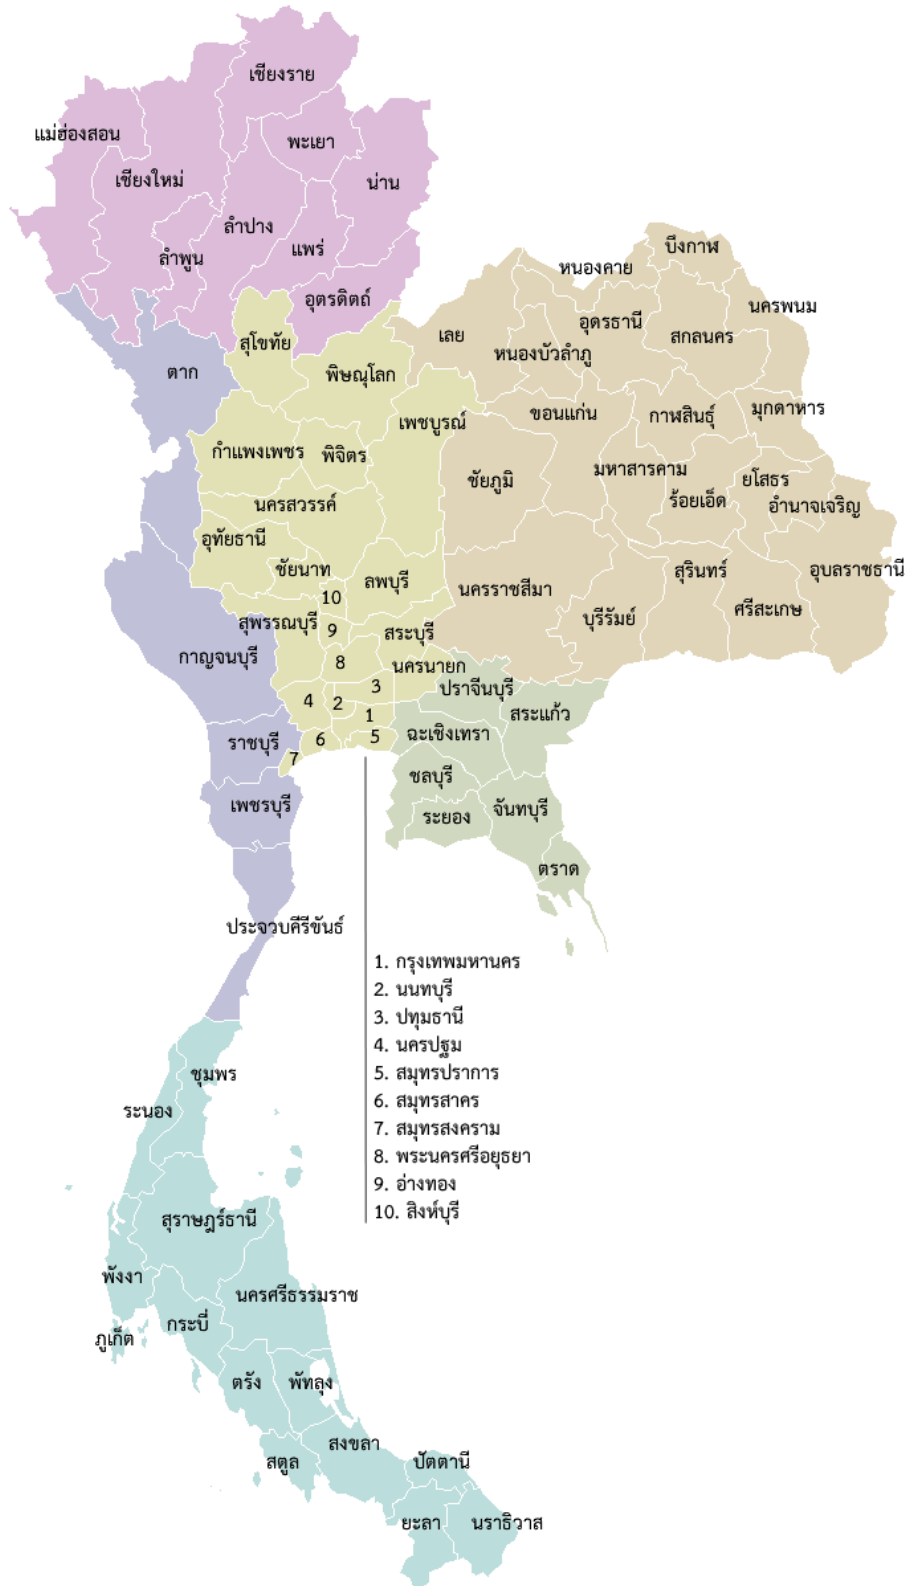 เชียงราย
แม่ฮ่องสอน
พะเยา
เชียงใหม่
น่าน
ลำปาง
แพร่
ลำพูน
อุตรดิตถ์
บึงกาฬ
หนองคาย
นครพนม
อุดรธานี
สกลนคร
เลย
หนองบัวลำภู
สุโขทัย
ตาก
พิษณุโลก
เพชบูรณ์
ขอนแก่น
กาฬสินธุ์
มุกดาหาร
กำแพงเพชร
พิจิตร
ชัยภูมิ
มหาสารคาม
ร้อยเอ็ด
ยโสธร
อำนาจเจริญ
นครสวรรค์
อุทัยธานี
ชัยนาท
ลพบุรี
นครราชสีมา
สุรินทร์
อุบลราชธานี
บุรีรัมย์
ศรีสะเกษ
10
สุพรรณบุรี
9
สระบุรี
กาญจนบุรี
8
นครนายก
3
ปราจีนบุรี
4
2
1
สระแก้ว
ราชบุรี
6
5
ฉะเชิงเทรา
7
ชลบุรี
เพชรบุรี
ระยอง
จันทบุรี
ตราด
ประจวบคีรีขันธ์
1. กรุงเทพมหานคร
2. นนทบุรี
3. ปทุมธานี
4. นครปฐม
5. สมุทรปราการ
6. สมุทรสาคร
7. สมุทรสงคราม
8. พระนครศรีอยุธยา
9. อ่างทอง
10. สิงห์บุรี
ชุมพร
ระนอง
สุราษฎร์ธานี
พังงา
นครศรีธรรมราช
กระบี่
ภูเก็ต
ตรัง
พัทลุง
สงขลา
สตูล
ปัตตานี
ยะลา
นราธิวาส